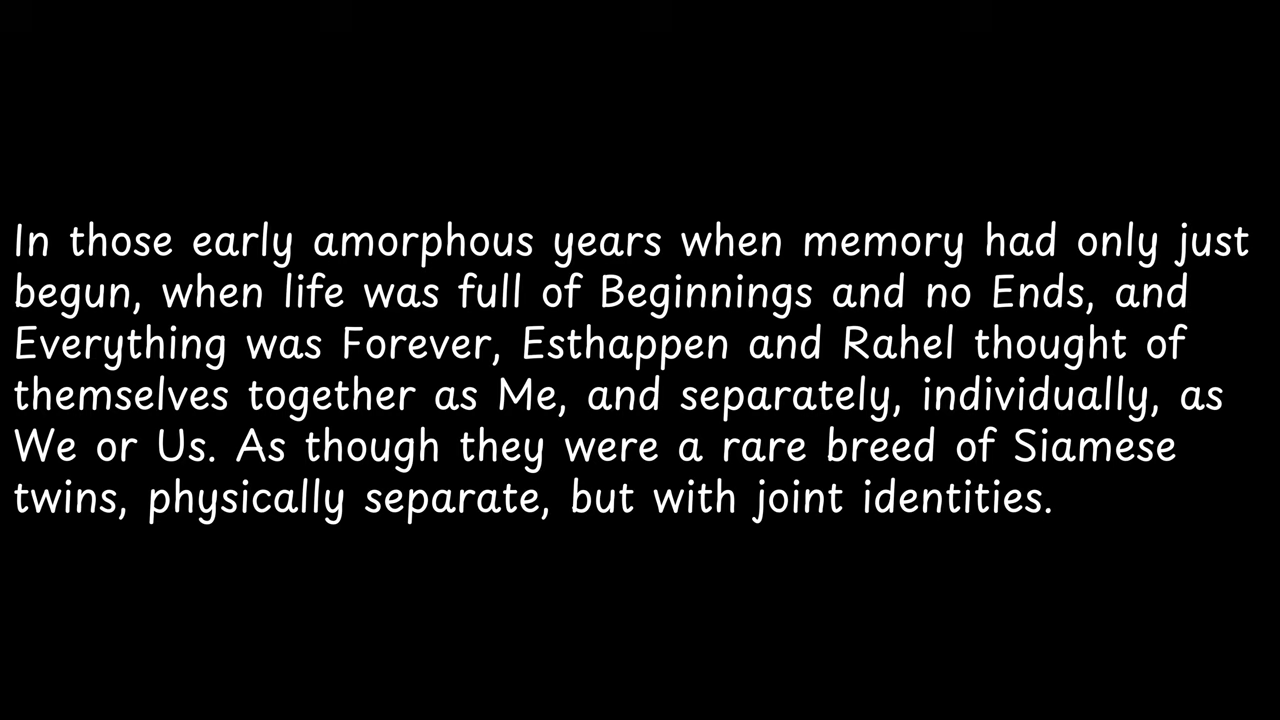 In those early amorphous years when memory had only just
begun, when life was full of Beginnings and no Ends, and
Everything was Forever, Esthappen and Rahel thought of
themselves together as Me, and separately, individually, as
We or Us. As though they were a rare breed of Siamese
twins, physically separate, but with joint identities.